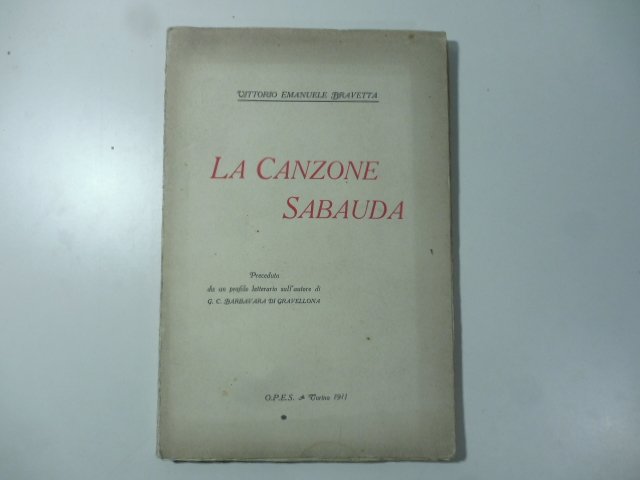 VITTORIO EMANUELE BRAVETTA
LA CANZONE
SABAUDA
Preceduta
da un profilo letterario sull'autore di
G. C. BARBAVARA DI GRAVELLONA
O.P.E.S. Torino 1911